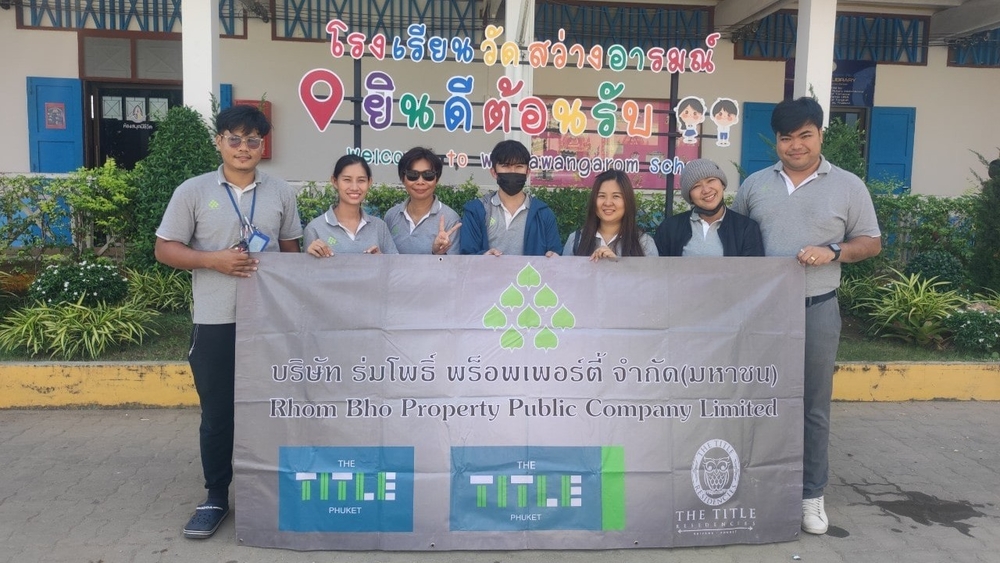 โรงเรียนวัดสว่างอารมณ์
ยินดีต้อนรับ
บริษัท ร่มโพธิ์ พร็อพเพอร์ตี้ จำกัด(มหาชน)
Rhom Bho Property Public Company Limited
THE
TITLE
PHUKET
THE
TITLE
PHUKET
THE TITLE
RESIDENCIES
THE TITLE
RESIDENCIES